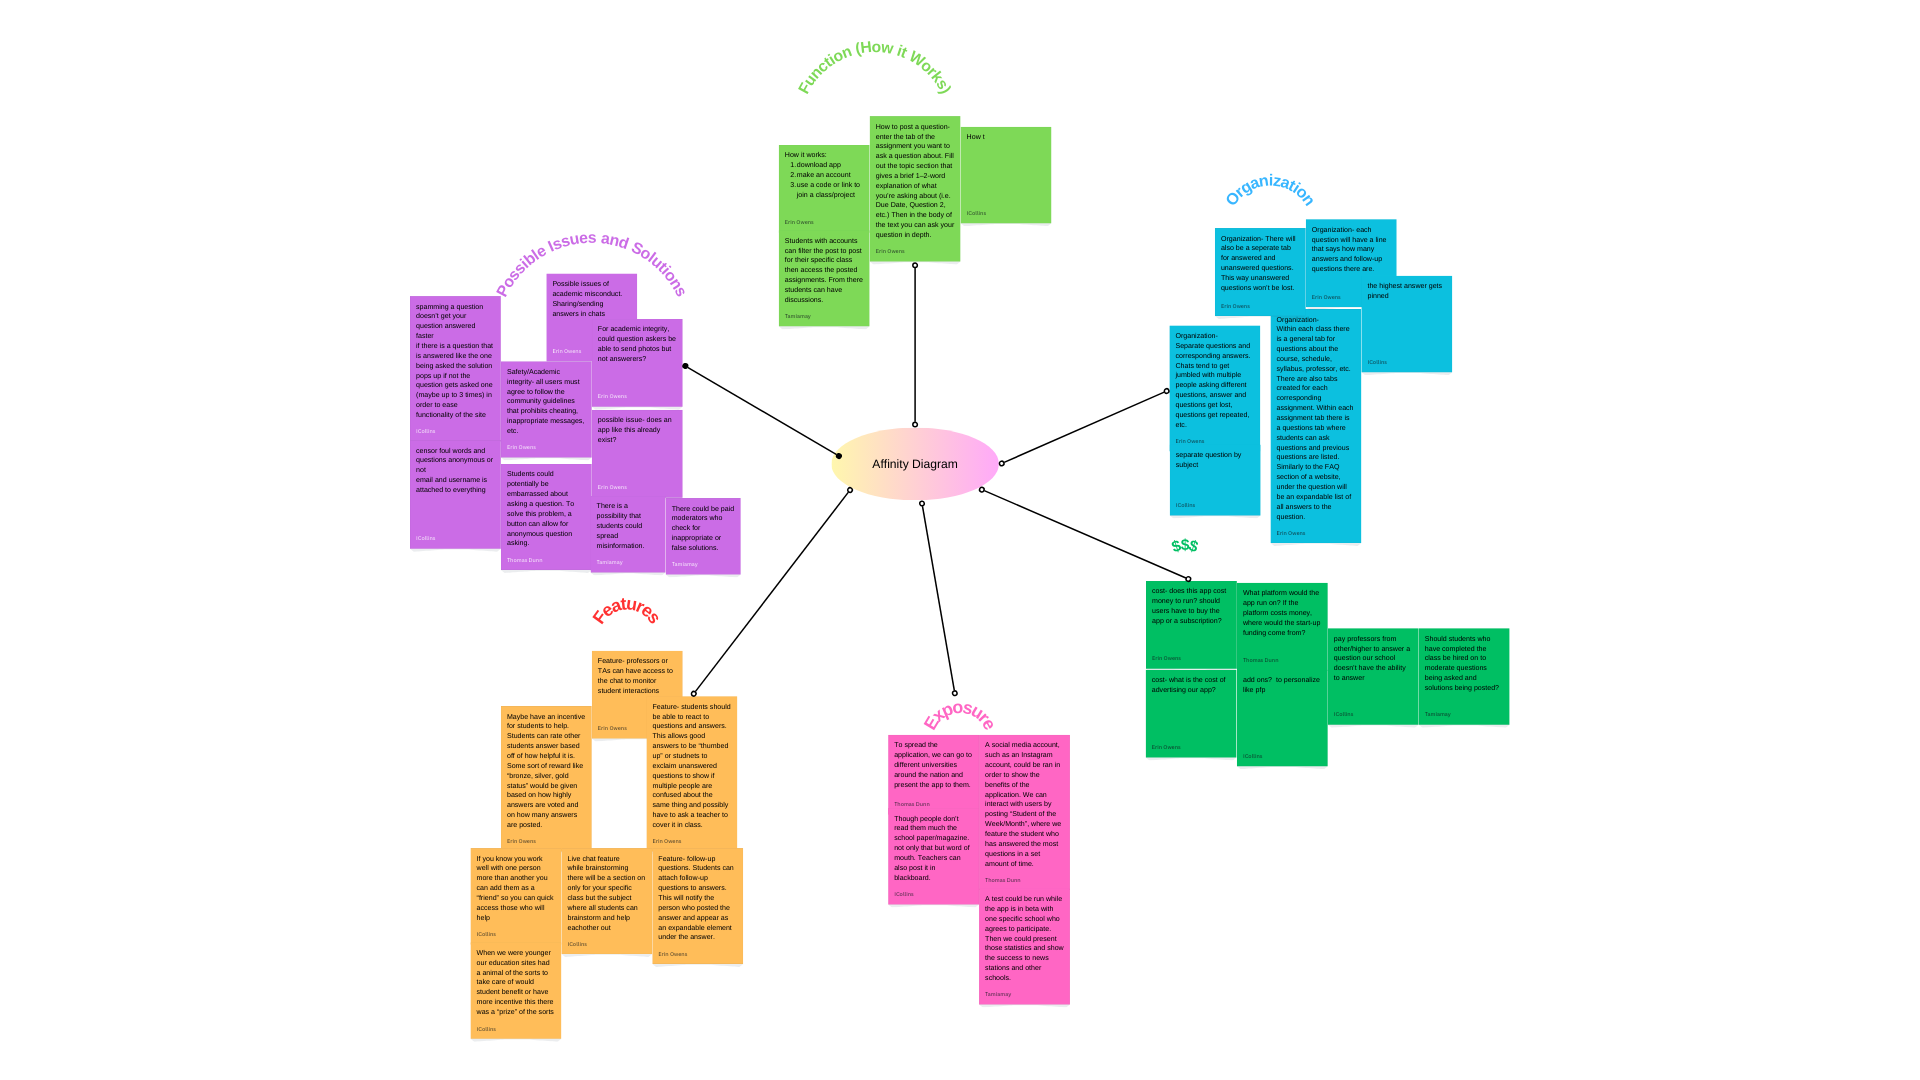 Function (How it Works)
How it works:
1.download app
2.make an account
3.use a code or link to
join a class/project
Erin Owens
Students with accounts
can filter the post to post
for their specific class
then access the posted
assignments. From there
students can have
discussions.
Tamiamay
How to post a question-
enter the tab of the
assignment you want to
ask a question about. Fill
out the topic section that
gives a brief 1–2-word
explanation of what
you're asking about (i.e.
Due Date, Question 2,
etc.) Then in the body of
the text you can ask your
question in depth.
Erin Owens
How t
ICollins
Organization
Organization- There will
also be a seperate tab
for answered and
unanswered questions.
This way unanswered
questions won't be lost.
Erin Owens
Organization- each
question will have a line
that says how many
answers and follow-up
questions there are.
Erin Owens
the highest answer gets
pinned
ICollins
Organization-
Separate questions and
corresponding answers.
Chats tend to get
jumbled with multiple
people asking different
questions, answer and
questions get lost,
questions get repeated,
etc.
Erin Owens
separate question by
subject
ICollins
Organization-
Within each class there
is a general tab for
questions about the
course, schedule,
syllabus, professor, etc.
There are also tabs
created for each
corresponding
assignment. Within each
assignment tab there is
a questions tab where
students can ask
questions and previous
questions are listed.
Similarly to the FAQ
section of a website,
under the question will
be an expandable list of
all answers to the
question.
Erin Owens
Possible Issues and Solutions
spamming a question
doesn't get your
question answered
faster
if there is a question that
is answered like the one
being asked the solution
pops up if not the
question gets asked one
(maybe up to 3 times) in
order to ease
functionality of the site
ICollins
censor foul words and
questions anonymous or
not
email and username is
attached to everything
ICollins
Possible issues of
academic misconduct.
Sharing/sending
answers in chats
Erin Owens
For academic integrity,
could question askers be
able to send photos but
not answerers?
Erin Owens
Safety/Academic
integrity- all users must
agree to follow the
community guidelines
that prohibits cheating,
inappropriate messages,
etc.
Erin Owens
possible issue- does an
app like this already
exist?
Erin Owens
Students could
potentially be
embarrassed about
asking a question. To
solve this problem, a
button can allow for
anonymous question
asking.
Thomas Dunn
There is a
possibility that
students could
spread
misinformation.
Tamiamay
There could be paid
moderators who
check for
inappropriate or
false solutions.
Tamiamay
Affinity Diagram
$$$
cost- does this app cost
money to run? should
users have to buy the
app or a subscription?
Erin Owens
What platform would the
app run on? If the
platform costs money,
where would the start-up
funding come from?
Thomas Dunn
pay professors from
other/higher to answer a
question our school
doesn't have the ability
to answer
ICollins
Should students who
have completed the
class be hired on to
moderate questions
being asked and
solutions being posted?
Tamiamay
cost- what is the cost of
advertising our app?
Erin Owens
add ons?  to personalize
like pfp
ICollins
Features
Feature- professors or
TAs can have access to
the chat to monitor
student interactions
Erin Owens
Maybe have an incentive
for students to help.
Students can rate other
students answer based
off of how helpful it is.
Some sort of reward like
"bronze, silver, gold
status" would be given
based on how highly
answers are voted and
on how many answers
are posted.
Erin Owens
Feature- students should
be able to react to
questions and answers.
This allows good
answers to be "thumbed
up" or studnets to
exclaim unanswered
questions to show if
multiple people are
confused about the
same thing and possibly
have to ask a teacher to
cover it in class.
Erin Owens
If you know you work
well with one person
more than another you
can add them as a
"friend" so you can quick
access those who will
help
ICollins
Live chat feature
while brainstorming
there will be a section on
only for your specific
class but the subject
where all students can
brainstorm and help
eachother out
ICollins
Feature- follow-up
questions. Students can
attach follow-up
questions to answers.
This will notify the
person who posted the
answer and appear as
an expandable element
under the answer.
Erin Owens
When we were younger
our education sites had
a animal of the sorts to
take care of would
student benefit or have
more incentive this there
was a "prize" of the sorts
ICollins
Exposure
To spread the
application, we can go to
different universities
around the nation and
present the app to them.
Thomas Dunn
Though people don't
read them much the
school paper/magazine.
not only that but word of
mouth. Teachers can
also post it in
blackboard.
ICollins
A social media account,
such as an Instagram
account, could be ran in
order to show the
benefits of the
application. We can
interact with users by
posting "Student of the
Week/Month", where we
feature the student who
has answered the most
questions in a set
amount of time.
Thomas Dunn
A test could be run while
the app is in beta with
one specific school who
agrees to participate.
Then we could present
those statistics and show
the success to news
stations and other
schools.
Tamiamay